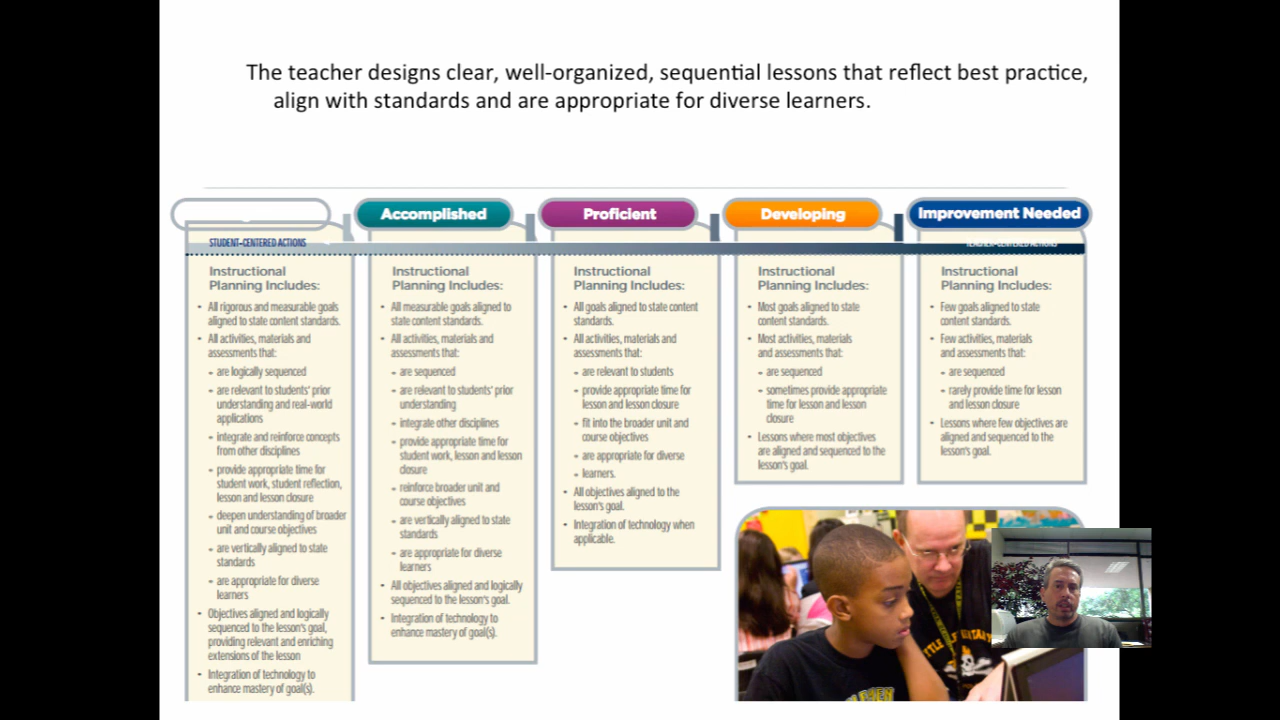 The teacher designs clear, well-organized, sequential lessons that reflect best practice,
align with standards and are appropriate for diverse learners.
Accomplished
Proficient
Developing
Improvement Needed
STUDENT-CENTERED ACTIONS
TEACHER-CENTERED ACTIONS
Instructional
Planning Includes:
• All rigorous and measurable goals
aligned to state content standards.
• All activities, materials and
assessments that:
- are logically sequenced
- are relevant to students' prior
understanding and real-world
applications
- integrate and reinforce concepts
from other disciplines
- provide appropriate time for
student work, student reflection,
lesson and lesson closure
- deepen understanding of broader
unit and course objectives
- are vertically aligned to state
standards
- are appropriate for diverse
learners
• Objectives aligned and logically
sequenced to the lesson's goal,
providing relevant and enriching
extensions of the lesson
• Integration of technology to
enhance mastery of goal(s).
Instructional
Planning Includes:
• All measurable goals aligned to
state content standards.
• All activities, materials and
assessments that:
- are sequenced
- are relevant to students' prior
understanding
- integrate other disciplines
- provide appropriate time for
student work, lesson and lesson
closure
- reinforce broader unit and
course objectives
- are vertically aligned to state
standards
- are appropriate for diverse
learners
• All objectives aligned and logically
sequenced to the lesson's goal.
• Integration of technology to
enhance mastery of goal(s).
Instructional
Planning Includes:
• All goals aligned to state content
standards.
• All activities, materials and
assessments that:
- are relevant to students
- provide appropriate time for
lesson and lesson closure
- fit into the broader unit and
course objectives
- are appropriate for diverse
- learners.
• All objectives aligned to the
lesson's goal.
• Integration of technology when
applicable.
Instructional
Planning Includes:
• Most goals aligned to state
content standards.
• Most activities, materials
and assessments that:
- are sequenced
- sometimes provide appropriate
time for lesson and lesson
closure
• Lessons where most objectives
are aligned and sequenced to the
lesson's goal.
Instructional
Planning Includes:
• Few goals aligned to state
content standards.
• Few activities, materials
and assessments that:
- are sequenced
- rarely provide time for lesson
and lesson closure
• Lessons where few objectives are
aligned and sequenced to the
lesson's goal.